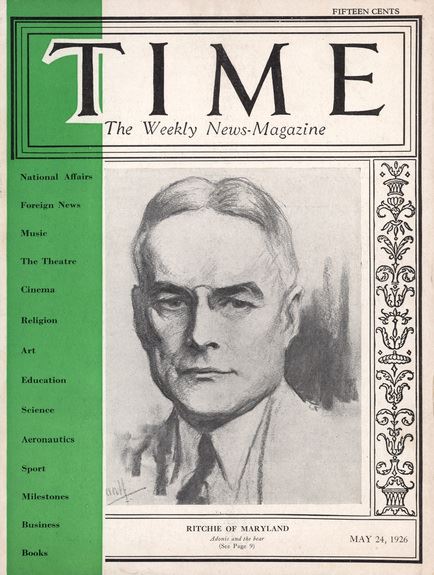 FIFTEEN CENTS
TIME
The Weekly News-Magazine
National Affairs
Foreign News
Music
The Theatre
Cinema
Religion
Art
Education
Science
Aeronautics
Sport
Milestones
Business
Books
RITCHIE OF MARYLAND
Adonis and the bear
(See Page 9)
MAY 24, 1926